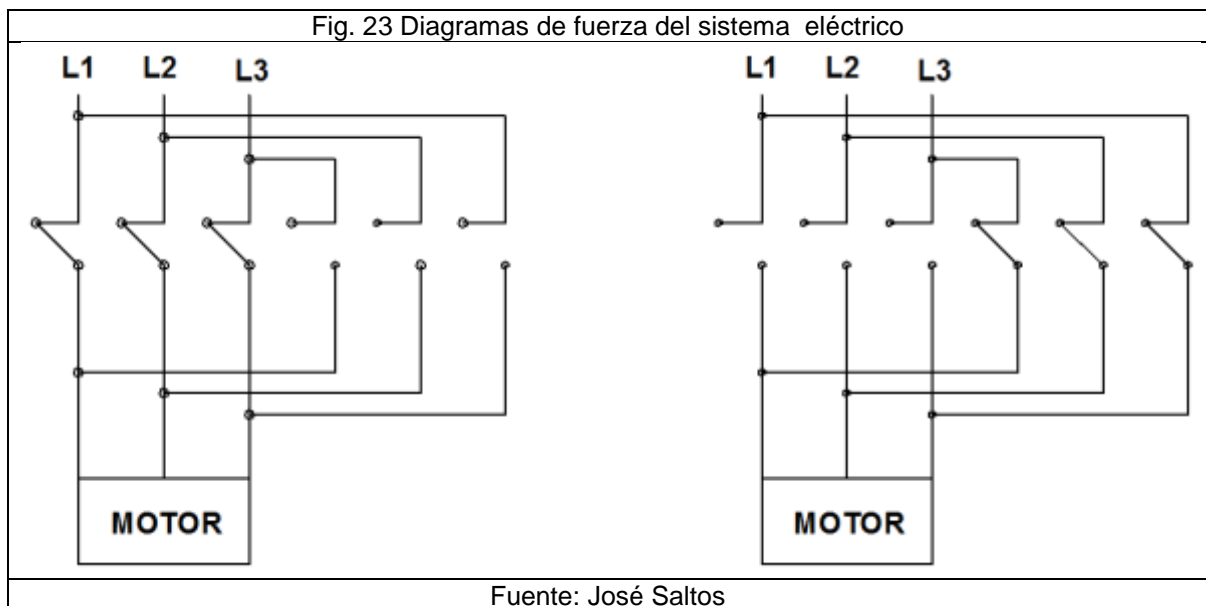 Fig. 23 Diagramas de fuerza del sistema eléctrico
L1 L2 L3
L1 L2 L3
MOTOR
MOTOR
Fuente: José Saltos